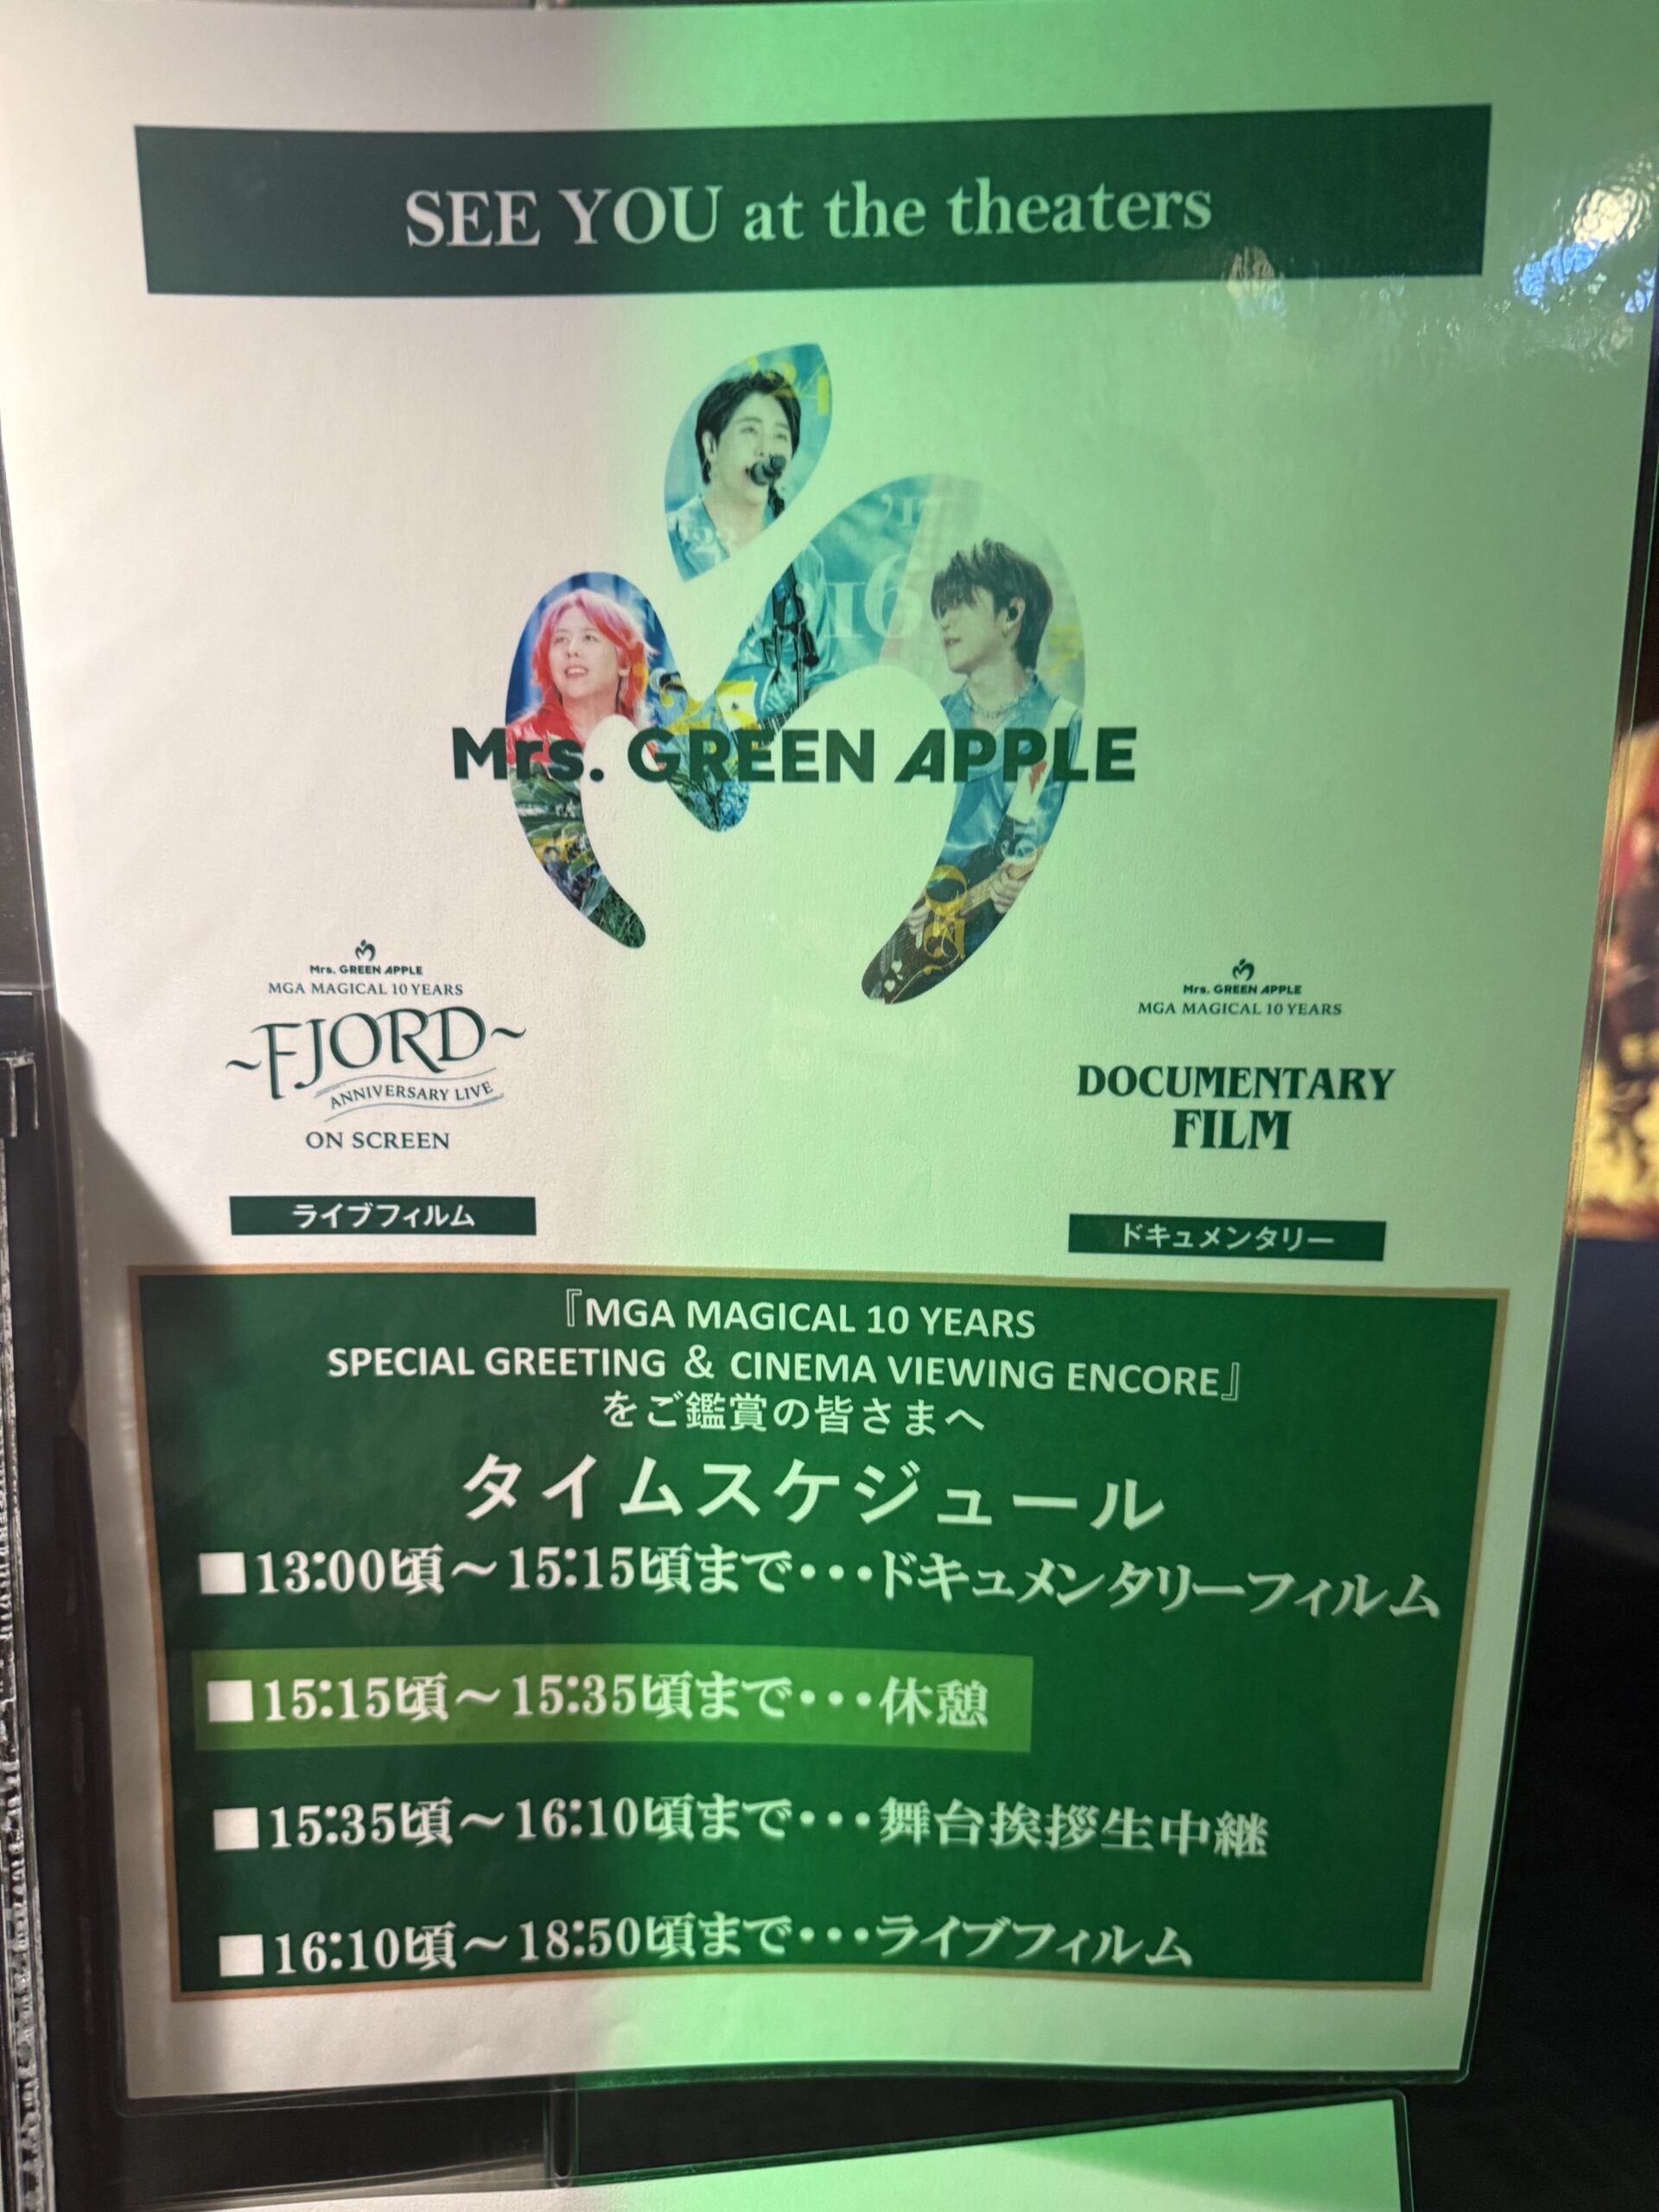 SEE YOU at the theaters
Mrs. GREEN APPLE
Mrs. GREEN APPLE
MGA MAGICAL 10 YEARS
~FJORD~
ANNIVERSARY LIVE
ON SCREEN
ライブフィルム
Mrs. GREEN APPLE
MGA MAGICAL 10 YEARS
DOCUMENTARY
FILM
ドキュメンタリー
『MGA MAGICAL 10 YEARS
SPECIAL GREETING & CINEMA VIEWING ENCORE』
をご鑑賞の皆さまへ
タイムスケジュール
■13:00頃～15:15頃まで・・・ドキュメンタリーフィルム
■15:15頃～15:35頃まで・・・休憩
■15:35頃～16:10頃まで・・・舞台挨拶生中継
■16:10頃～18:50頃まで・・・ライブフィルム